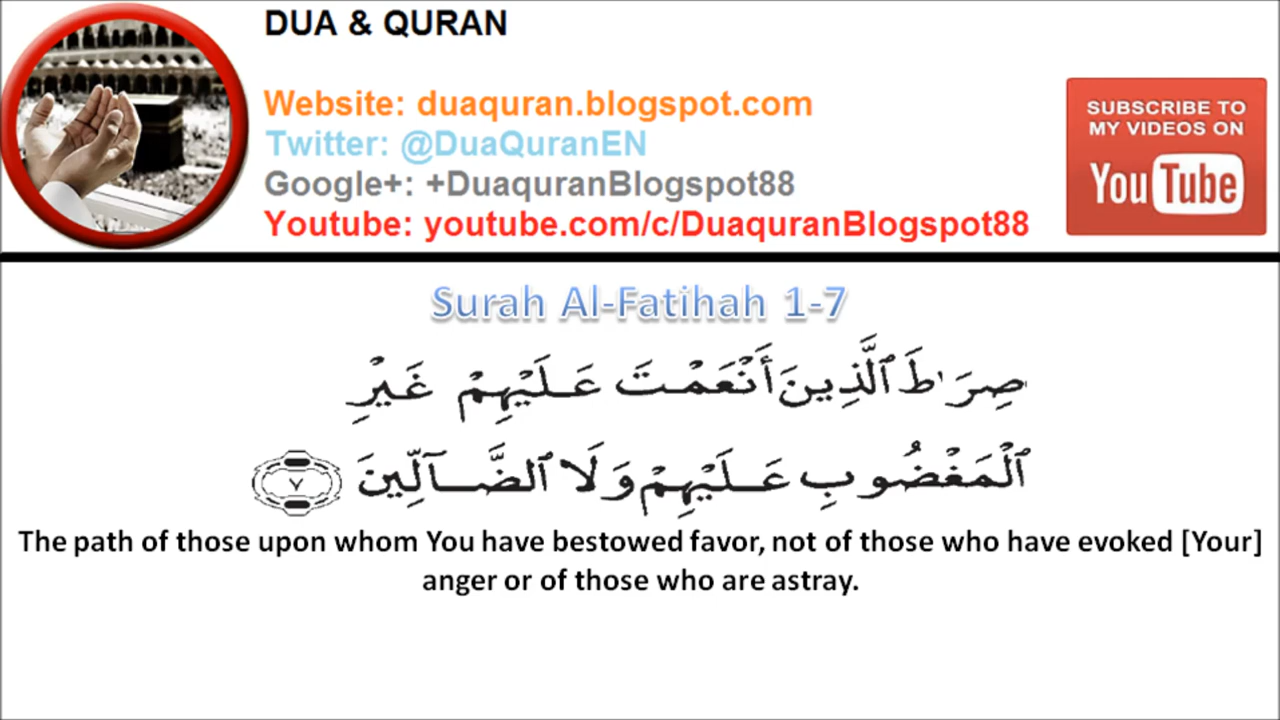 DUA & QURAN
Website: duaquran.blogspot.com
Twitter: @DuaQuranEN
Google+: +DuaquranBlogspot88
Youtube: youtube.com/c/DuaquranBlogspot88
SUBSCRIBE TO
MY VIDEOS ON
YouTube
Surah Al-Fatihah 1-7
صِرَٰطَ ٱلَّذِينَ أَنْعَمْتَ عَلَيْهِمْ غَيْرِ
ٱلْمَغْضُوبِ عَلَيْهِمْ وَلَا ٱلضَّآلِّينَ ٧
The path of those upon whom You have bestowed favor, not of those who have evoked [Your]
anger or of those who are astray.